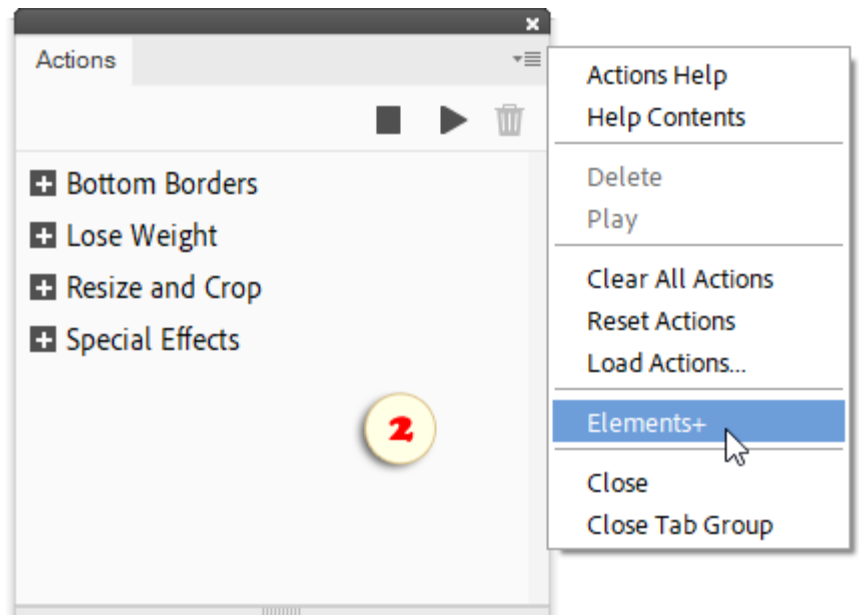 Actions
Bottom Borders
Lose Weight
Resize and Crop
Special Effects
2
Actions Help
Help Contents
Delete
Play
Clear All Actions
Reset Actions
Load Actions...
Elements+
Close
Close Tab Group